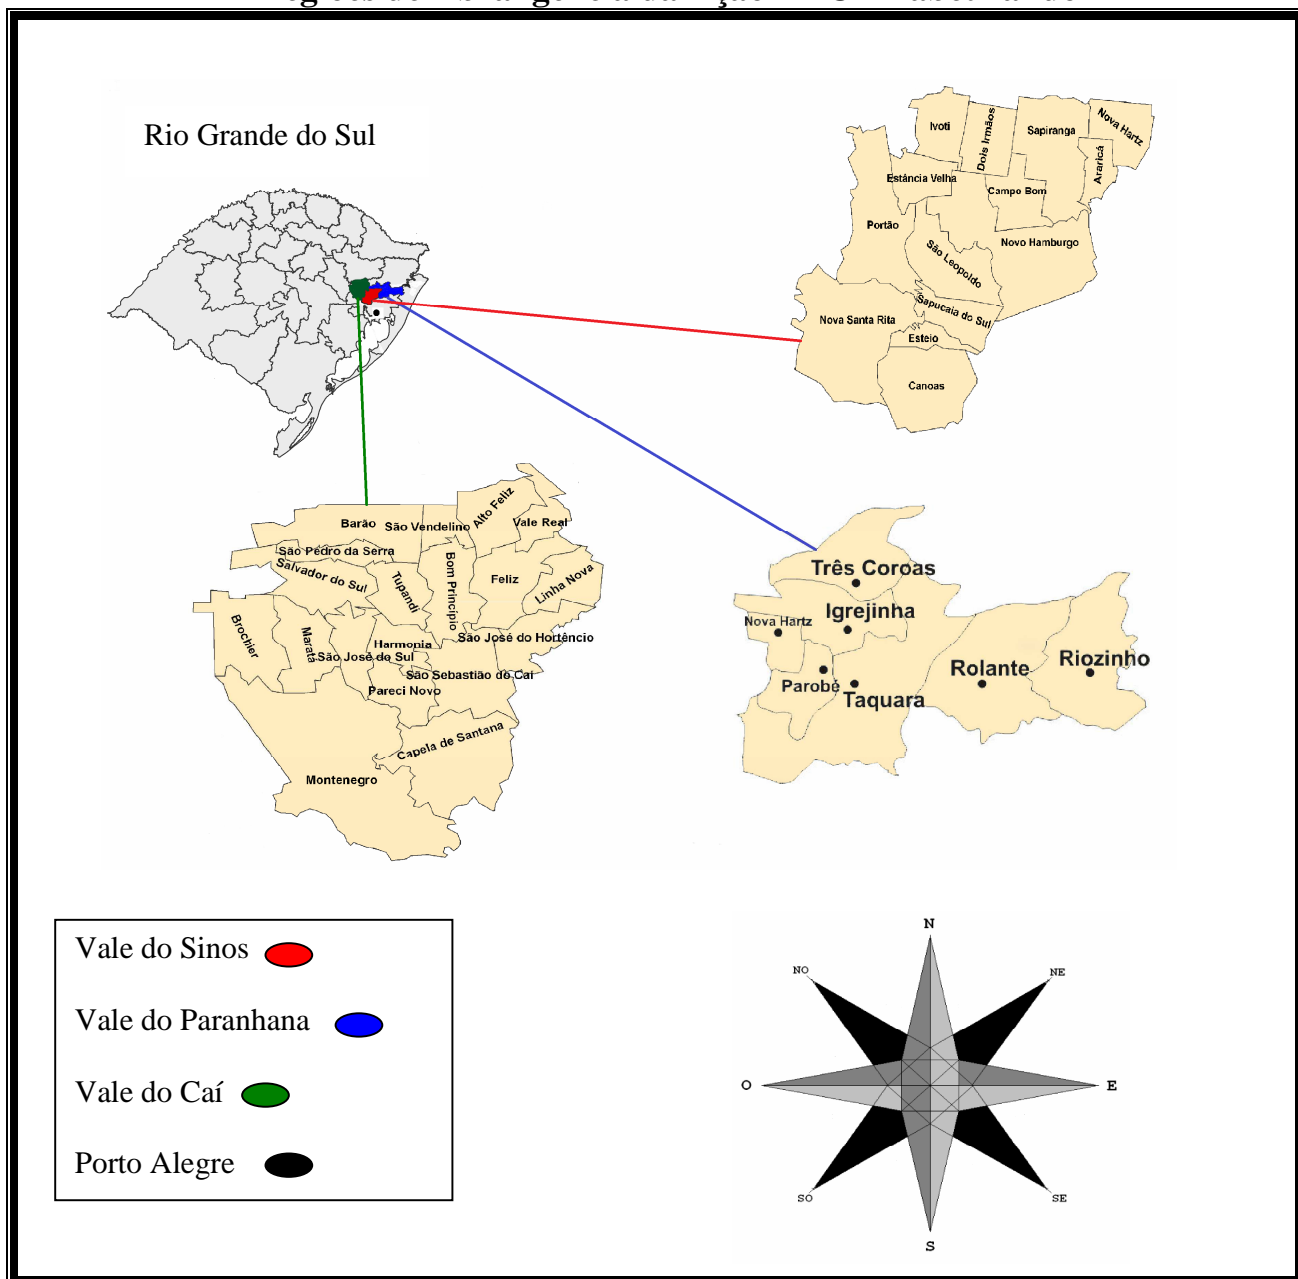 Rio Grande do Sul
Ivoti
Dois Irmãos
Sapiranga
Nova Hartz
Araricá
Estância Velha
Campo Bom
Portão
Novo Hamburgo
São Leopoldo
Sapucaia do Sul
Nova Santa Rita
Esteio
Canoas
Barão
São Vendelino
Alto Feliz
Vale Real
São Pedro da Serra
Salvador do Sul
Tupandi
Bom Princípio
Feliz
Linha Nova
Brochier
Maratá
Harmonia
São José do Hortêncio
São José do Sul
São Sebastião do Caí
Pareci Novo
Capela de Santana
Montenegro
Três Coroas
Igrejinha
Nova Hartz
Parobé
Taquara
Rolante
Riozinho
Vale do Sinos
Vale do Paranhana
Vale do Caí
Porto Alegre
N
NO
NE
O
E
SO
SE
S